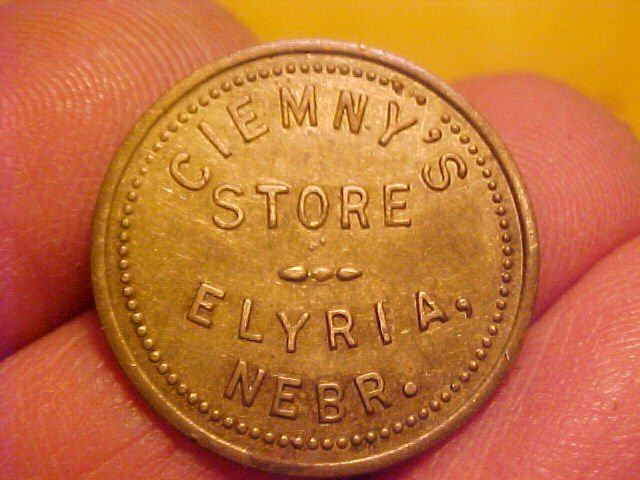 CIEMNY'S
STORE
ELYRIA,
NEBR.